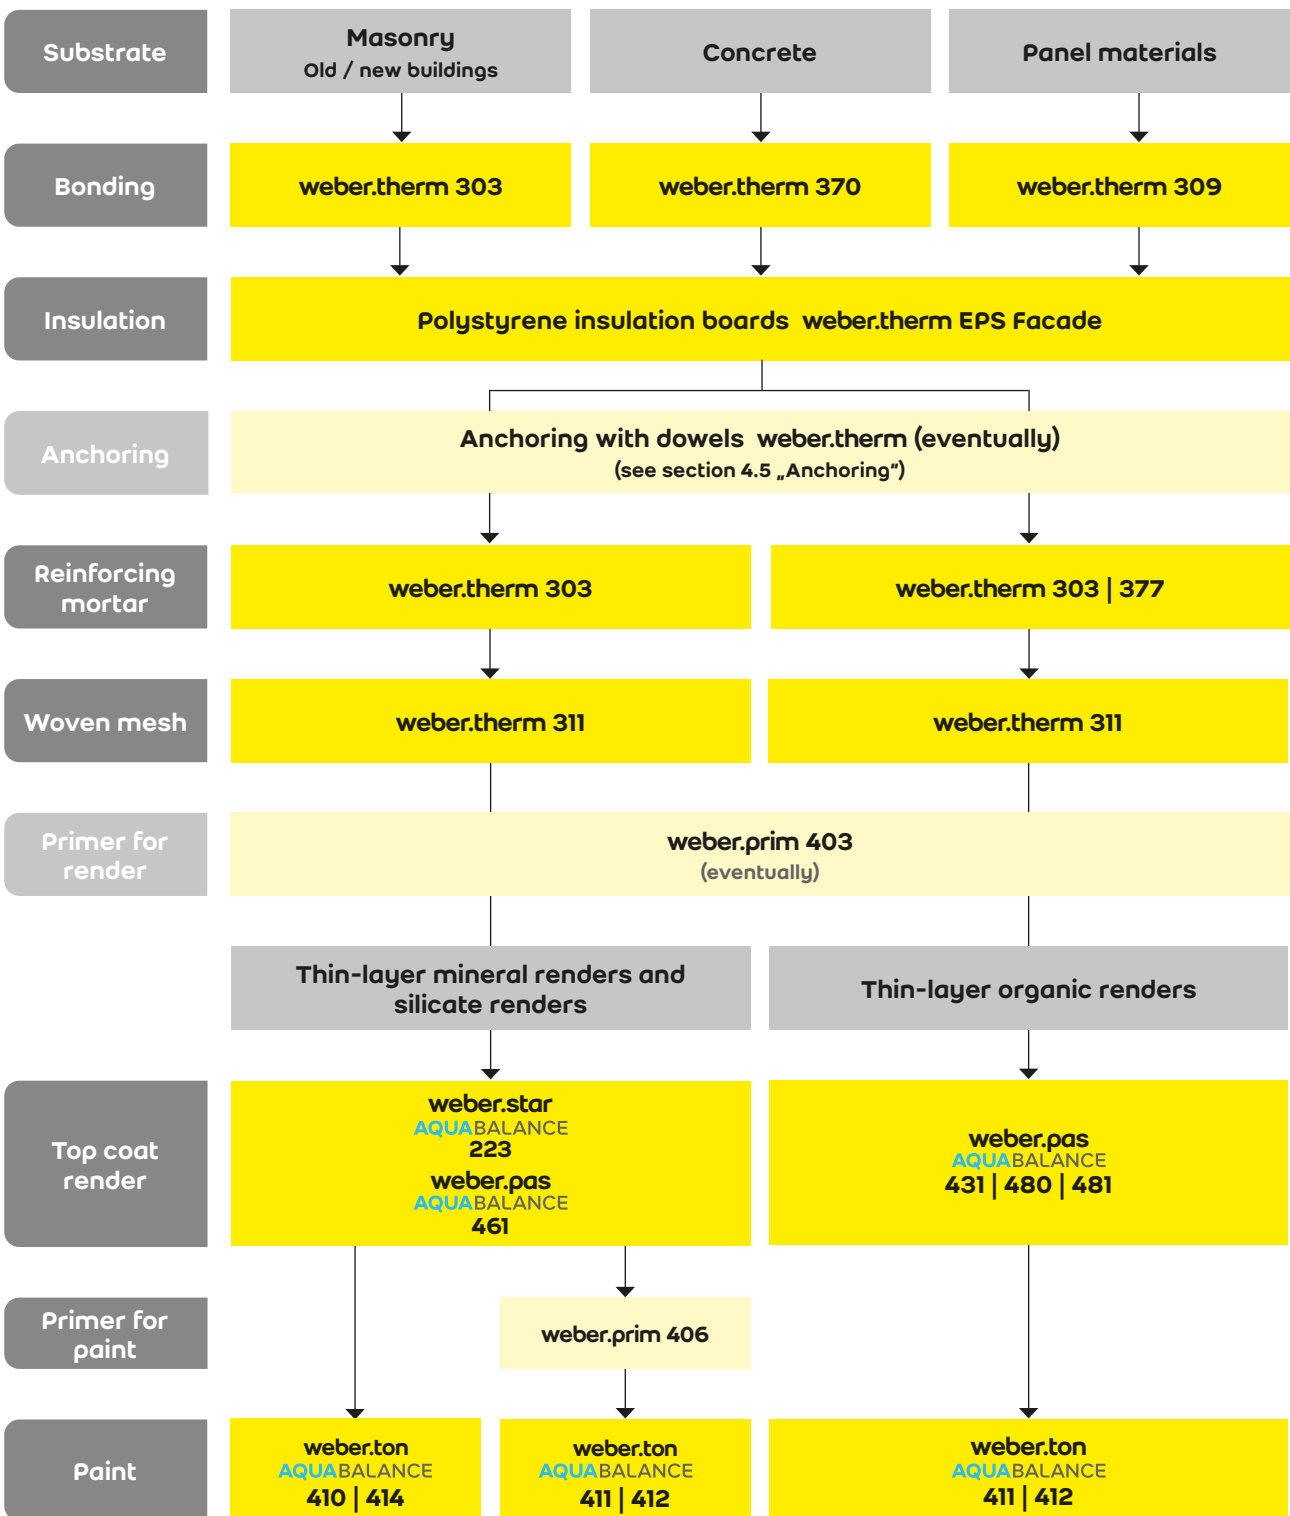 Substrate
Masonry
Old / new buildings
Concrete
Panel materials
Bonding
weber.therm 303
weber.therm 370
weber.therm 309
Insulation
Polystyrene insulation boards weber.therm EPS Facade
Anchoring
Anchoring with dowels weber.therm (eventually)
(see section 4.5 „Anchoring“)
Reinforcing
mortar
weber.therm 303
weber.therm 303 | 377
Woven mesh
weber.therm 311
weber.therm 311
Primer for
render
weber.prim 403
(eventually)
Thin-layer mineral renders and
silicate renders
Thin-layer organic renders
Top coat
render
weber.star
AQUABALANCE
223
weber.pas
AQUABALANCE
461
weber.pas
AQUABALANCE
431 | 480 | 481
Primer for
paint
weber.prim 406
Paint
weber.ton
AQUABALANCE
410 | 414
weber.ton
AQUABALANCE
411 | 412
weber.ton
AQUABALANCE
411 | 412